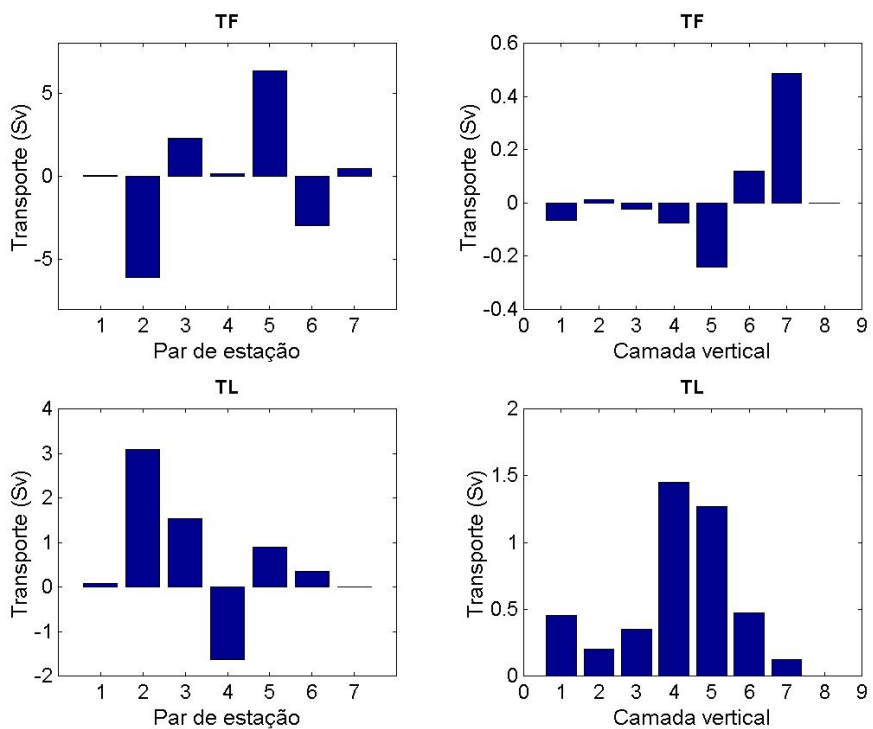 TF
5
0
-5
Transporte (Sv)
1 2 3 4 5 6 7
Par de estação
TF
0.6
0.4
0.2
0
-0.2
-0.4
Transporte (Sv)
0 1 2 3 4 5 6 7 8 9
Camada vertical
TL
4
3
2
1
0
-1
-2
Transporte (Sv)
1 2 3 4 5 6 7
Par de estação
TL
2
1.5
1
0.5
0
Transporte (Sv)
0 1 2 3 4 5 6 7 8 9
Camada vertical